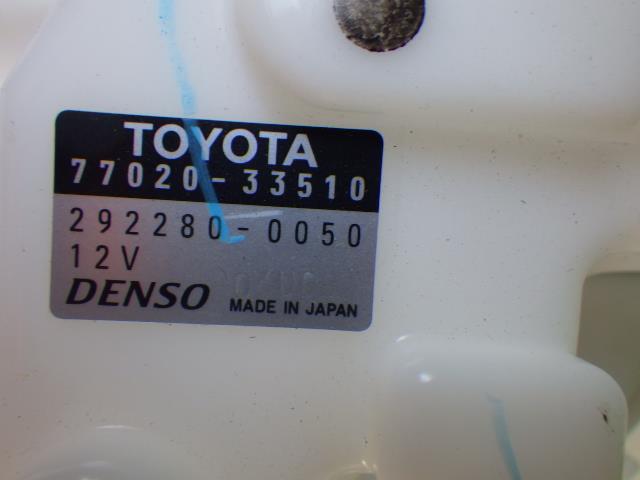 TOYOTA
77020-33510
292280-0050
12V
DENSO MADE IN JAPAN